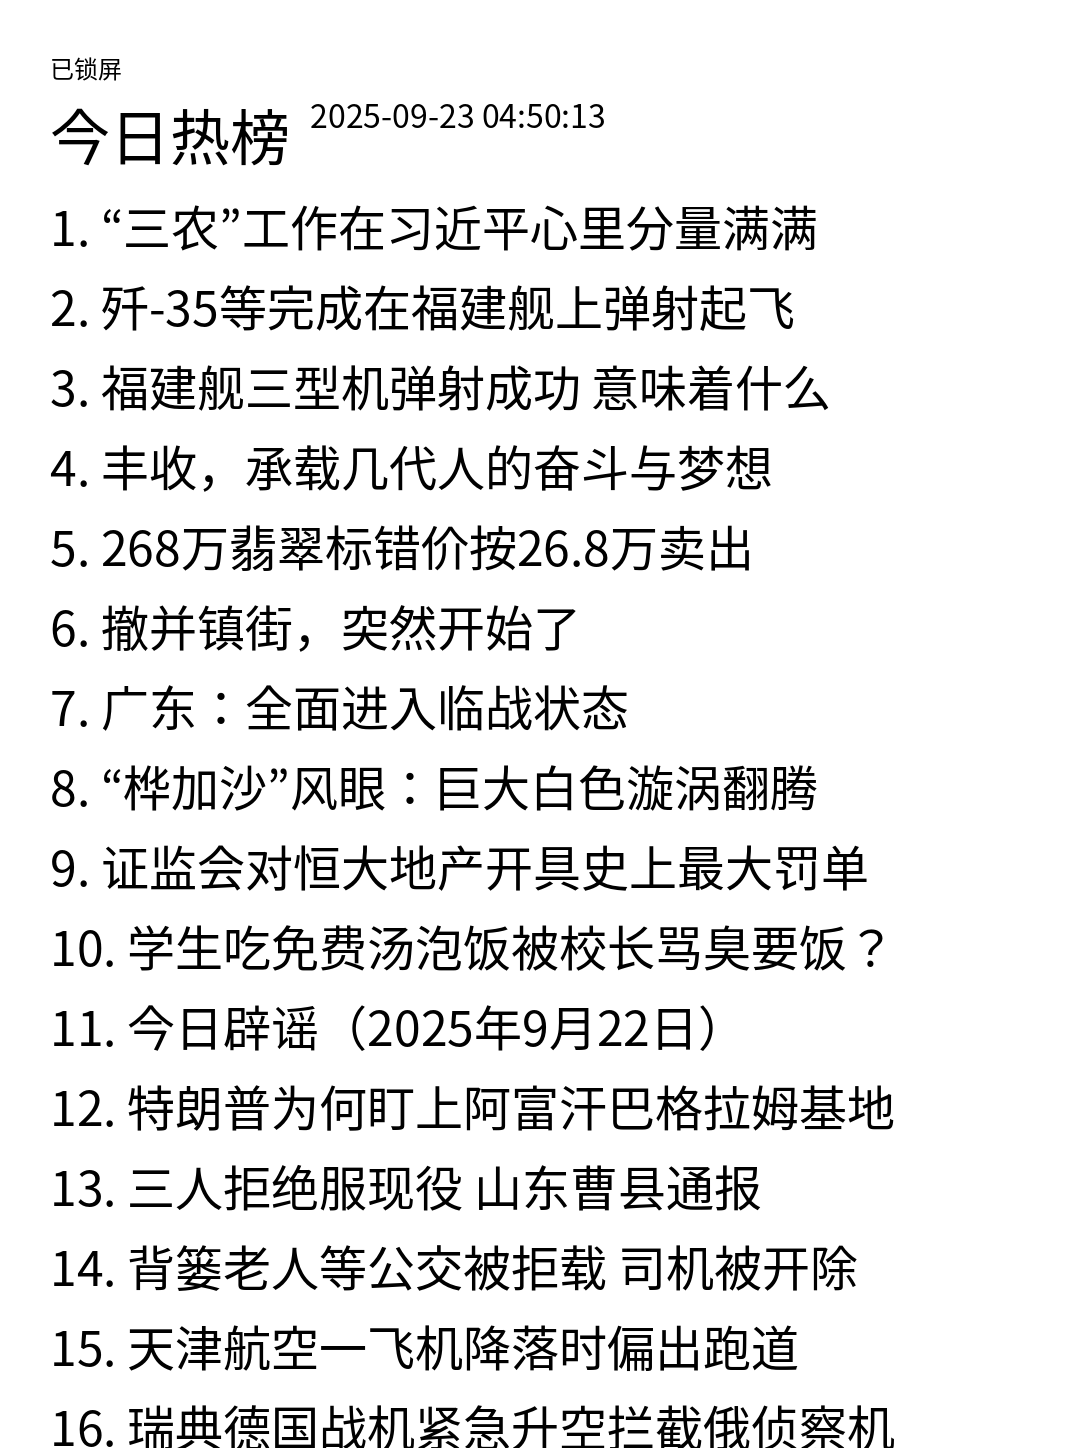 已锁屏
今日热榜 2025-09-23 04:50:13
1. “三农”工作在习近平心里分量满满
2. 歼-35等完成在福建舰上弹射起飞
3. 福建舰三型机弹射成功 意味着什么
4. 丰收，承载几代人的奋斗与梦想
5. 268万翡翠标错价按26.8万卖出
6. 撤并镇街，突然开始了
7. 广东：全面进入临战状态
8. “桦加沙”风眼：巨大白色漩涡翻腾
9. 证监会对恒大地产开具史上最大罚单
10. 学生吃免费汤泡饭被校长骂臭要饭？
11. 今日辟谣（2025年9月22日）
12. 特朗普为何盯上阿富汗巴格拉姆基地
13. 三人拒绝服现役 山东曹县通报
14. 背篓老人等公交被拒载 司机被开除
15. 天津航空一飞机降落时偏出跑道
16. 瑞典德国战机紧急升空拦截俄侦察机